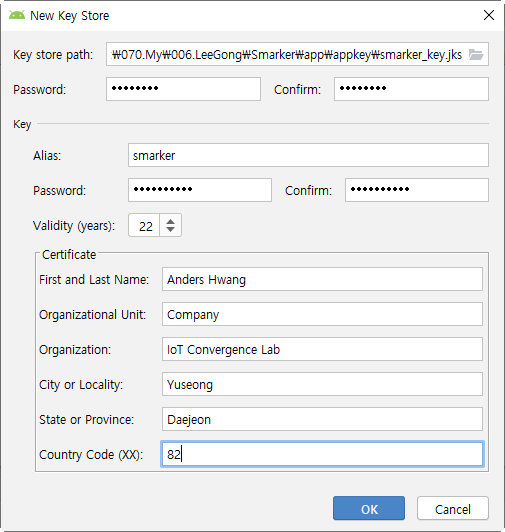 New Key Store
Key store path: ₩070.My₩006.LeeGong₩Smarker₩app₩appkey₩smarker_key.jks
Password: •••••••• Confirm: ••••••••
Key
Alias: smarker
Password: •••••••••• Confirm: ••••••••••
Validity (years): 22
Certificate
First and Last Name: Anders Hwang
Organizational Unit: Company
Organization: IoT Convergence Lab
City or Locality: Yuseong
State or Province: Daejeon
Country Code (XX): 82
OK Cancel